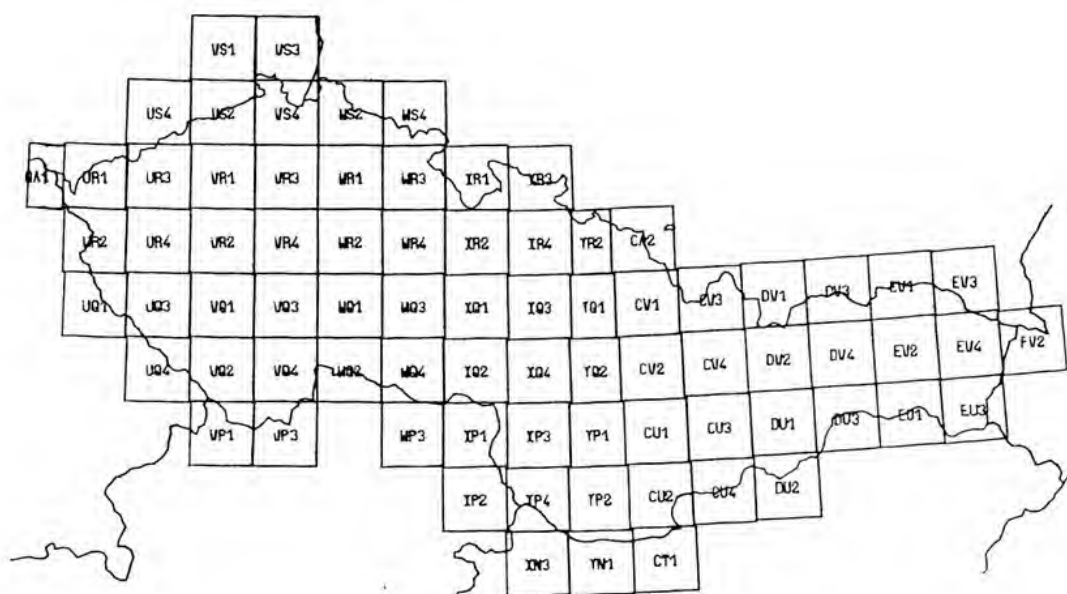 VS1 VS3
US4 VS2 VS4 WS2 WS4
QA1 UR1 UR3 VR1 VR3 WR1 WR3 XR1 XR3
UR2 UR4 VR2 VR4 WR2 WR4 XR2 XR4 YR2 CA2
UQ1 UQ3 VQ1 VQ3 WQ1 WQ3 XQ1 XQ3 YQ1 CV1 CV3 DV1 DV3 EV1 EV3
UQ4 VQ2 VQ4 WQ2 WQ4 XQ2 XQ4 YQ2 CV2 CV4 DV2 DV4 EV2 EV4 FV2
VP1 VP3 WP3 XP1 XP3 YP1 CU1 CU3 DU1 DU3 EU1 EU3
XP2 XP4 YP2 CU2 CU4 DU2
XN3 YN1 CT1